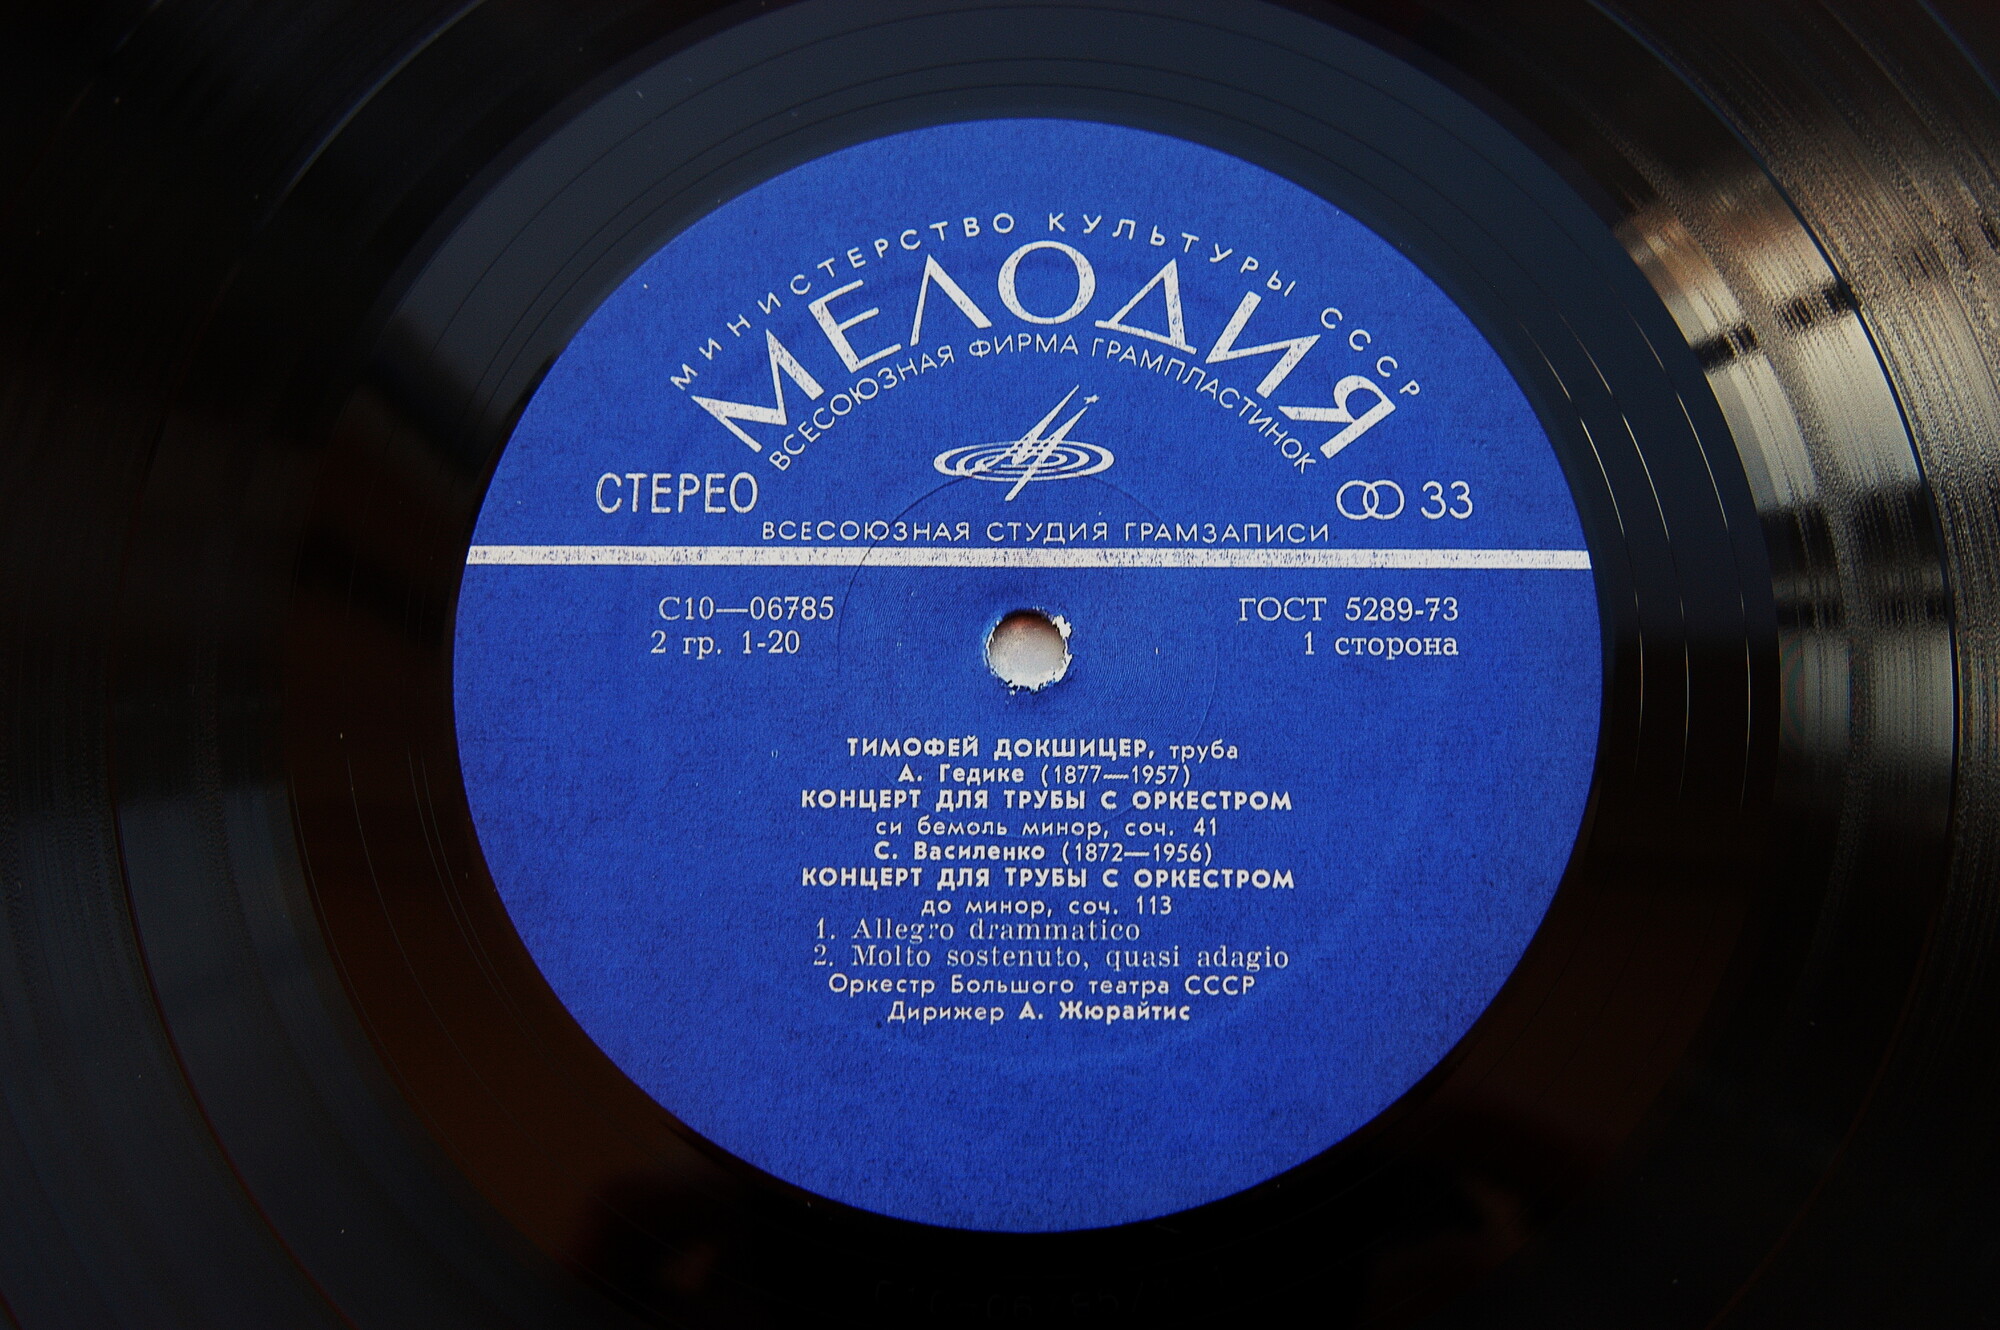 МИНИСТЕРСТВО КУЛЬТУРЫ СССР
МЕЛОДИЯ
ВСЕСОЮЗНАЯ ФИРМА ГРАМПЛАСТИНОК
СТЕРЕО
33
ВСЕСОЮЗНАЯ СТУДИЯ ГРАМЗАПИСИ
С10—06785
ГОСТ 5289-73
2 гр. 1-20
1 сторона
ТИМОФЕЙ ДОКШИЦЕР, труба
А. Гедике (1877—1957)
КОНЦЕРТ ДЛЯ ТРУБЫ С ОРКЕСТРОМ
си бемоль минор, соч. 41
С. Василенко (1872—1956)
КОНЦЕРТ ДЛЯ ТРУБЫ С ОРКЕСТРОМ
до минор, соч. 113
1. Allegro drammatico
2. Molto sostenuto, quasi adagio
Оркестр Большого театра СССР
Дирижер А. Жюрайтис